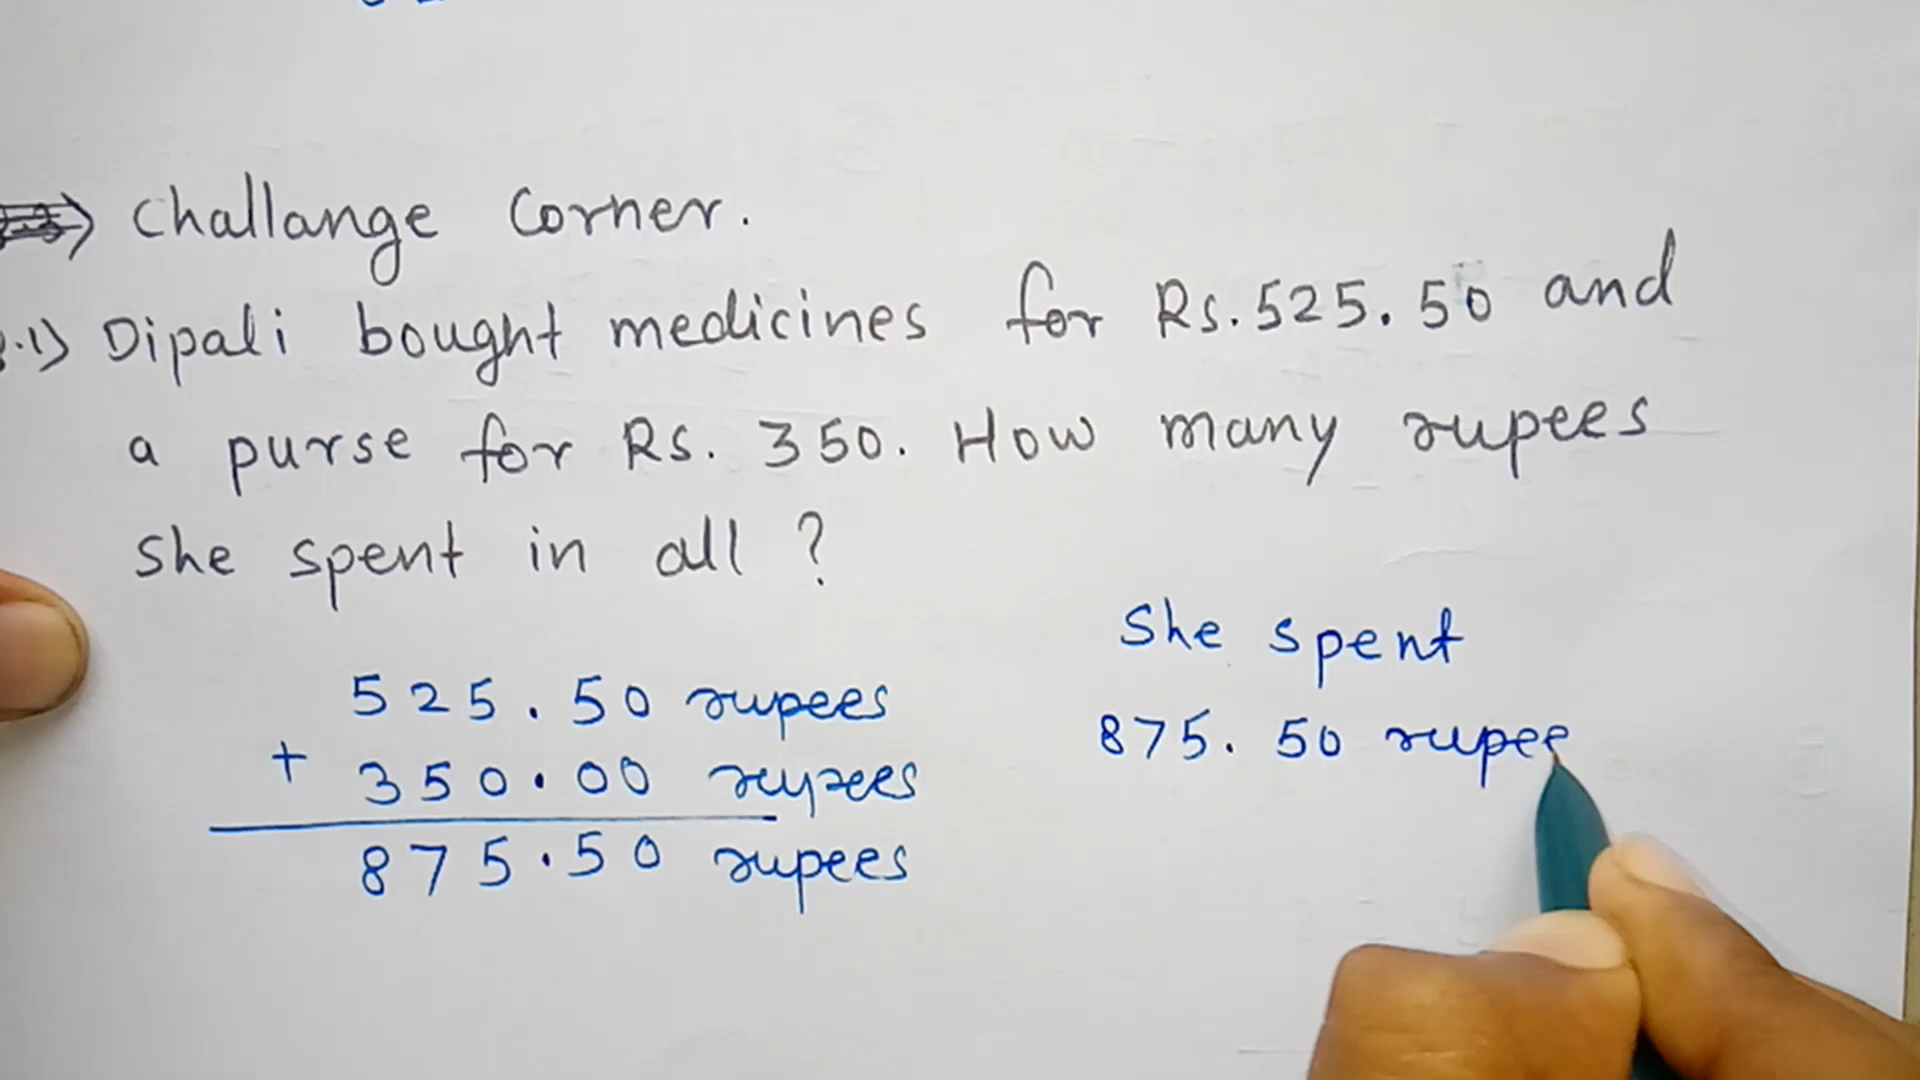 Challange Corner.
1) Dipali bought medicines for Rs.525.50 and
a purse for Rs. 350. How many rupees
she spent in all ?
525.50 rupees
+ 350.00 rupees
875.50 rupees
She spent
875.50 rupee